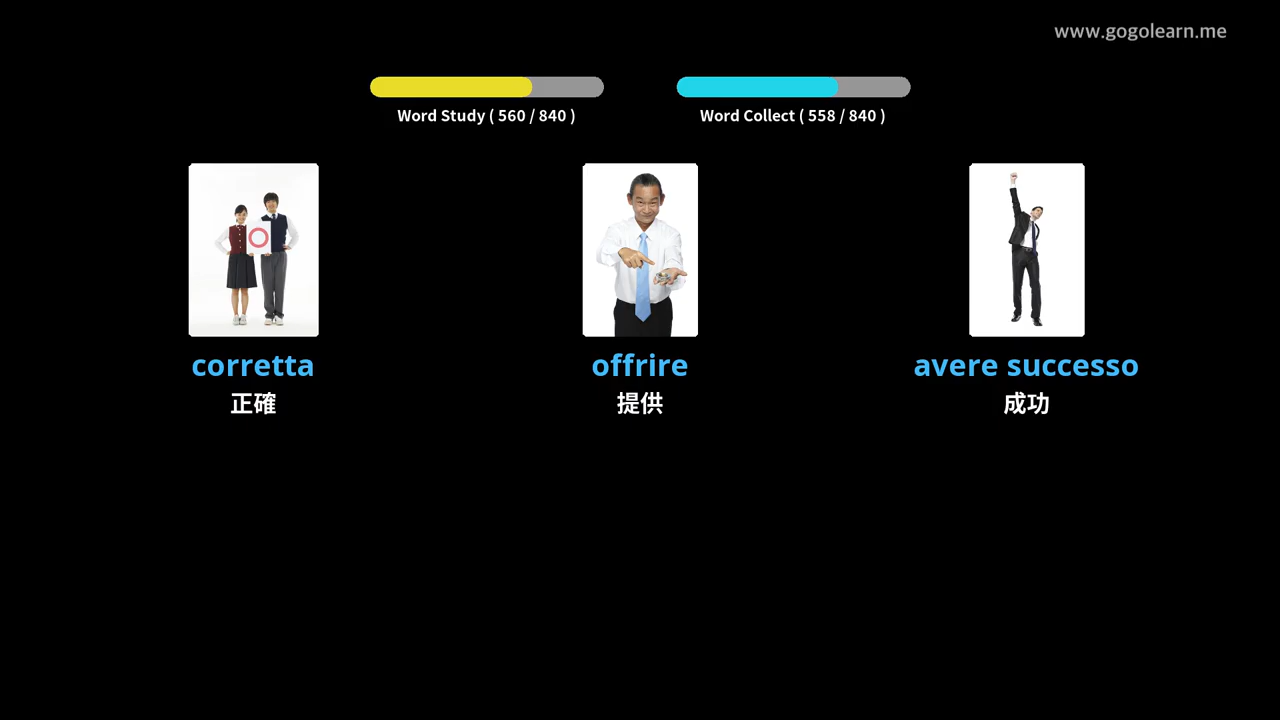 www.gogolearn.me
Word Study ( 560 / 840 )
Word Collect ( 558 / 840 )
corretta
正確
offrire
提供
avere successo
成功